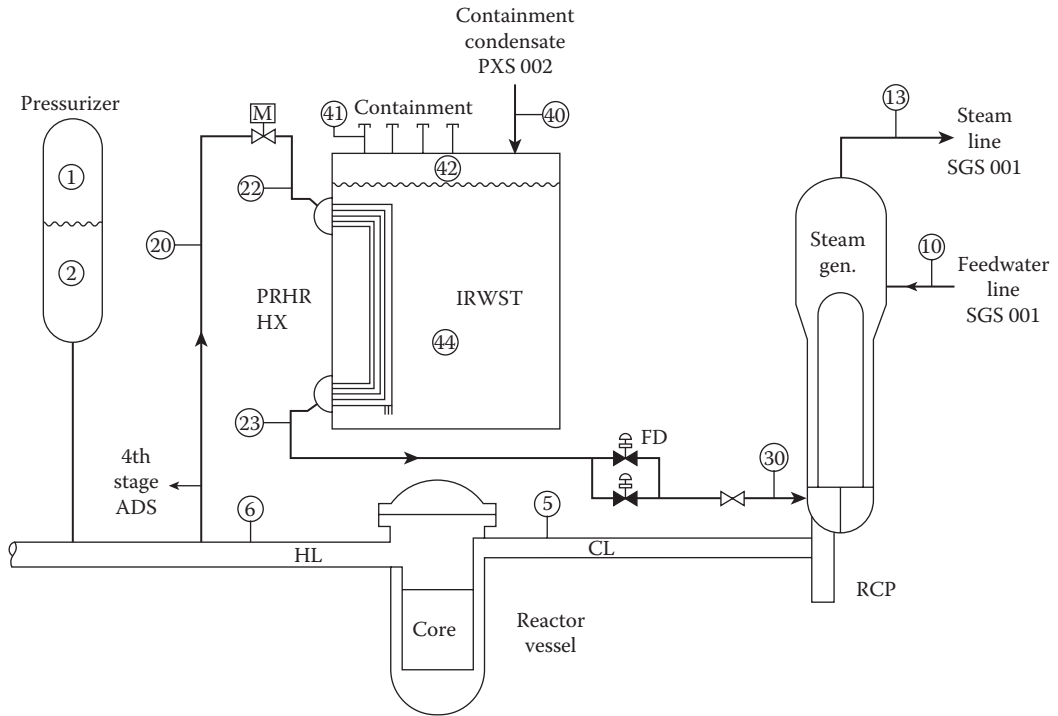 Containment
condensate
PXS 002
Pressurizer
M
41
Containment
40
13
Steam
line
SGS 001
1
22
42
20
Steam
gen.
10
Feedwater
line
SGS 001
2
PRHR
HX
IRWST
44
23
FD
30
4th
stage
ADS
6
5
HL
CL
RCP
Core
Reactor
vessel